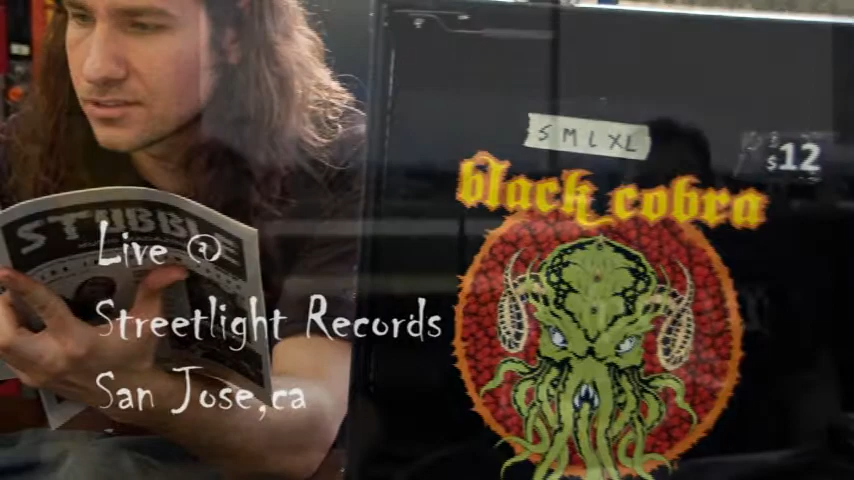 STUBBLE
Live @
Streetlight Records
San Jose,ca
S M L XL
$12
black cobra